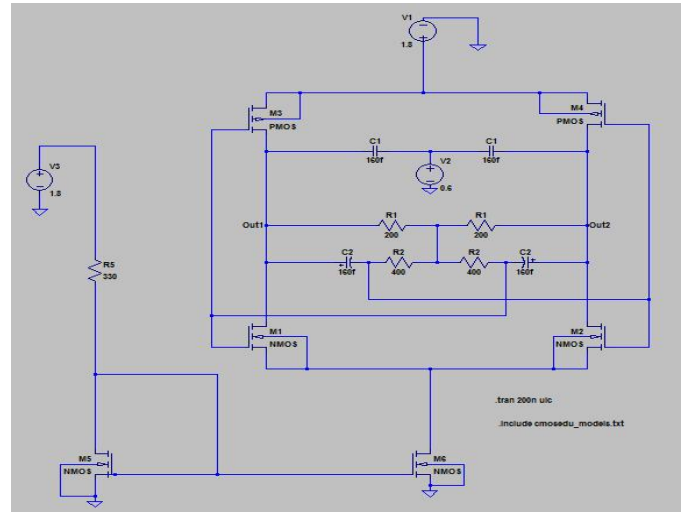 V1
1.8
M3
PMOS
M4
PMOS
C1
160f
C1
160f
V2
0.6
V3
1.8
Out1
R1
200
R1
200
Out2
C2
160f
R2
400
R2
400
C2
160f
R5
330
M1
NMOS
M2
NMOS
.tran 200n uic
.include cmosedu_models.txt
M5
NMOS
M6
NMOS